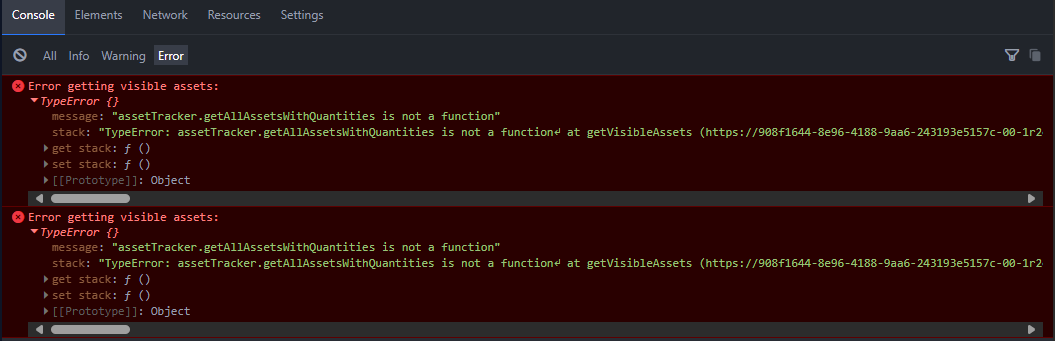 Console Elements Network Resources Settings
All Info Warning Error
Error getting visible assets:
TypeError {}
message: "assetTracker.getAllAssetsWithQuantities is not a function"
stack: "TypeError: assetTracker.getAllAssetsWithQuantities is not a function↵ at getVisibleAssets (https://908f1644-8e96-4188-9aa6-243193e5157c-00-1r2
get stack: ƒ ()
set stack: ƒ ()
[[Prototype]]: Object
Error getting visible assets:
TypeError {}
message: "assetTracker.getAllAssetsWithQuantities is not a function"
stack: "TypeError: assetTracker.getAllAssetsWithQuantities is not a function↵ at getVisibleAssets (https://908f1644-8e96-4188-9aa6-243193e5157c-00-1r2
get stack: ƒ ()
set stack: ƒ ()
[[Prototype]]: Object